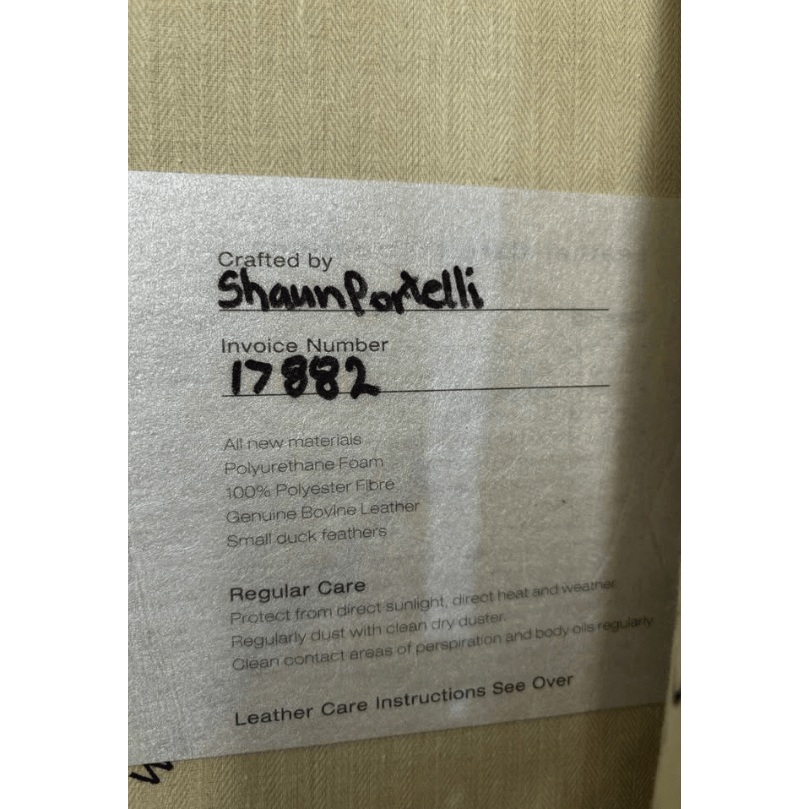 Crafted by
Shaun Portelli
Invoice Number
17882
All new materials
Polyurethane Foam
100% Polyester Fibre
Genuine Bovine Leather
Small duck feathers
Regular Care
Protect from direct sunlight, direct heat and weather.
Regularly dust with clean dry duster.
Clean contact areas of perspiration and body oils regularly.
Leather Care Instructions See Over